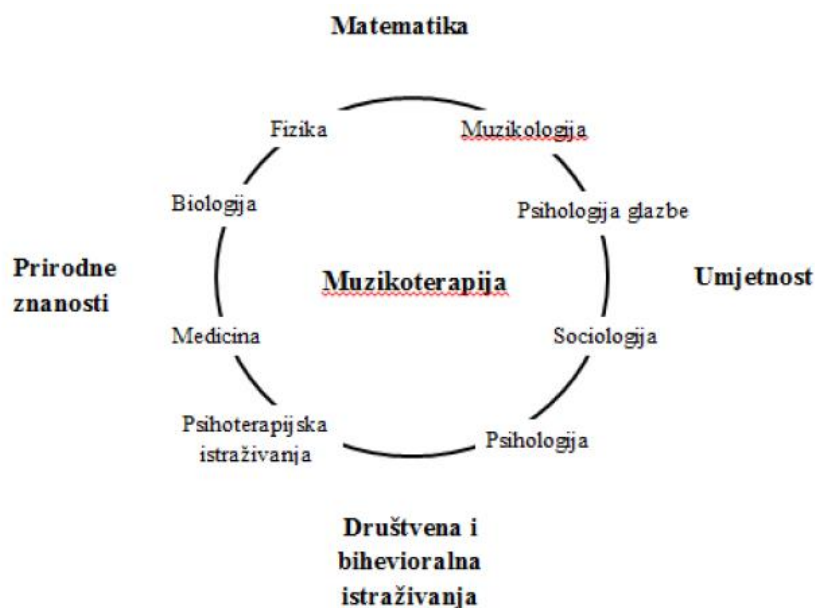 Matematika
Fizika
Muzikologija
Biologija
Psihologija glazbe
Prirodne
znanosti
Muzikoterapija
Umjetnost
Medicina
Sociologija
Psihoterapijska
istraživanja
Psihologija
Društvena i
bihevioralna
istraživanja